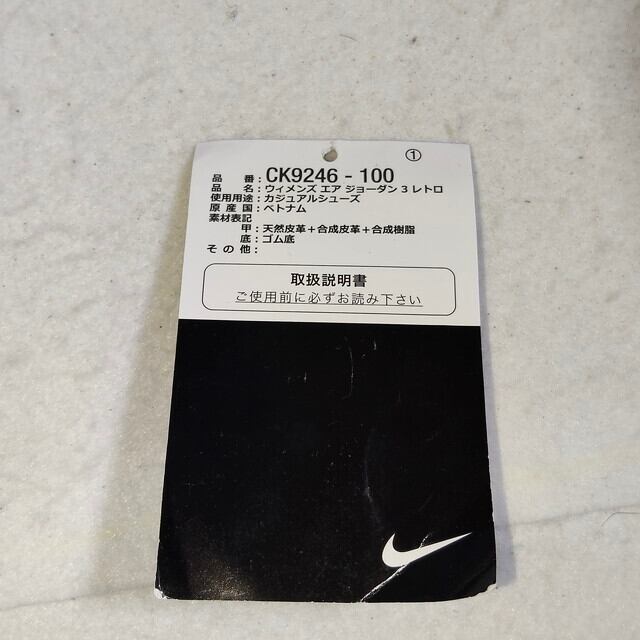 ①
品 番：CK9246 - 100
品 名：ウィメンズ エア ジョーダン 3 レトロ
使用用途：カジュアルシューズ
原 産 国：ベトナム
素材表記
甲：天然皮革＋合成皮革＋合成樹脂
底：ゴム底
そ の 他：
取扱説明書
ご使用前に必ずお読み下さい